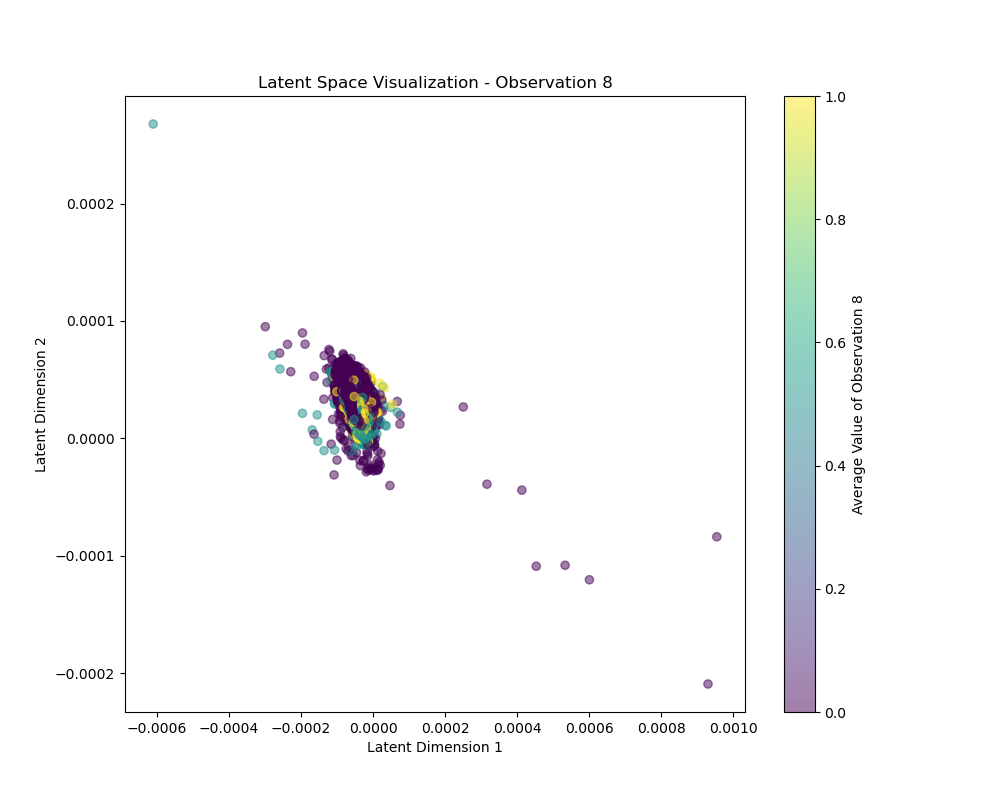 Latent Space Visualization - Observation 8
0.0002
0.0001
0.0000
−0.0001
−0.0002
Latent Dimension 2
−0.0006 −0.0004 −0.0002 0.0000 0.0002 0.0004 0.0006 0.0008 0.0010
Latent Dimension 1
1.0
0.8
0.6
0.4
0.2
0.0
Average Value of Observation 8